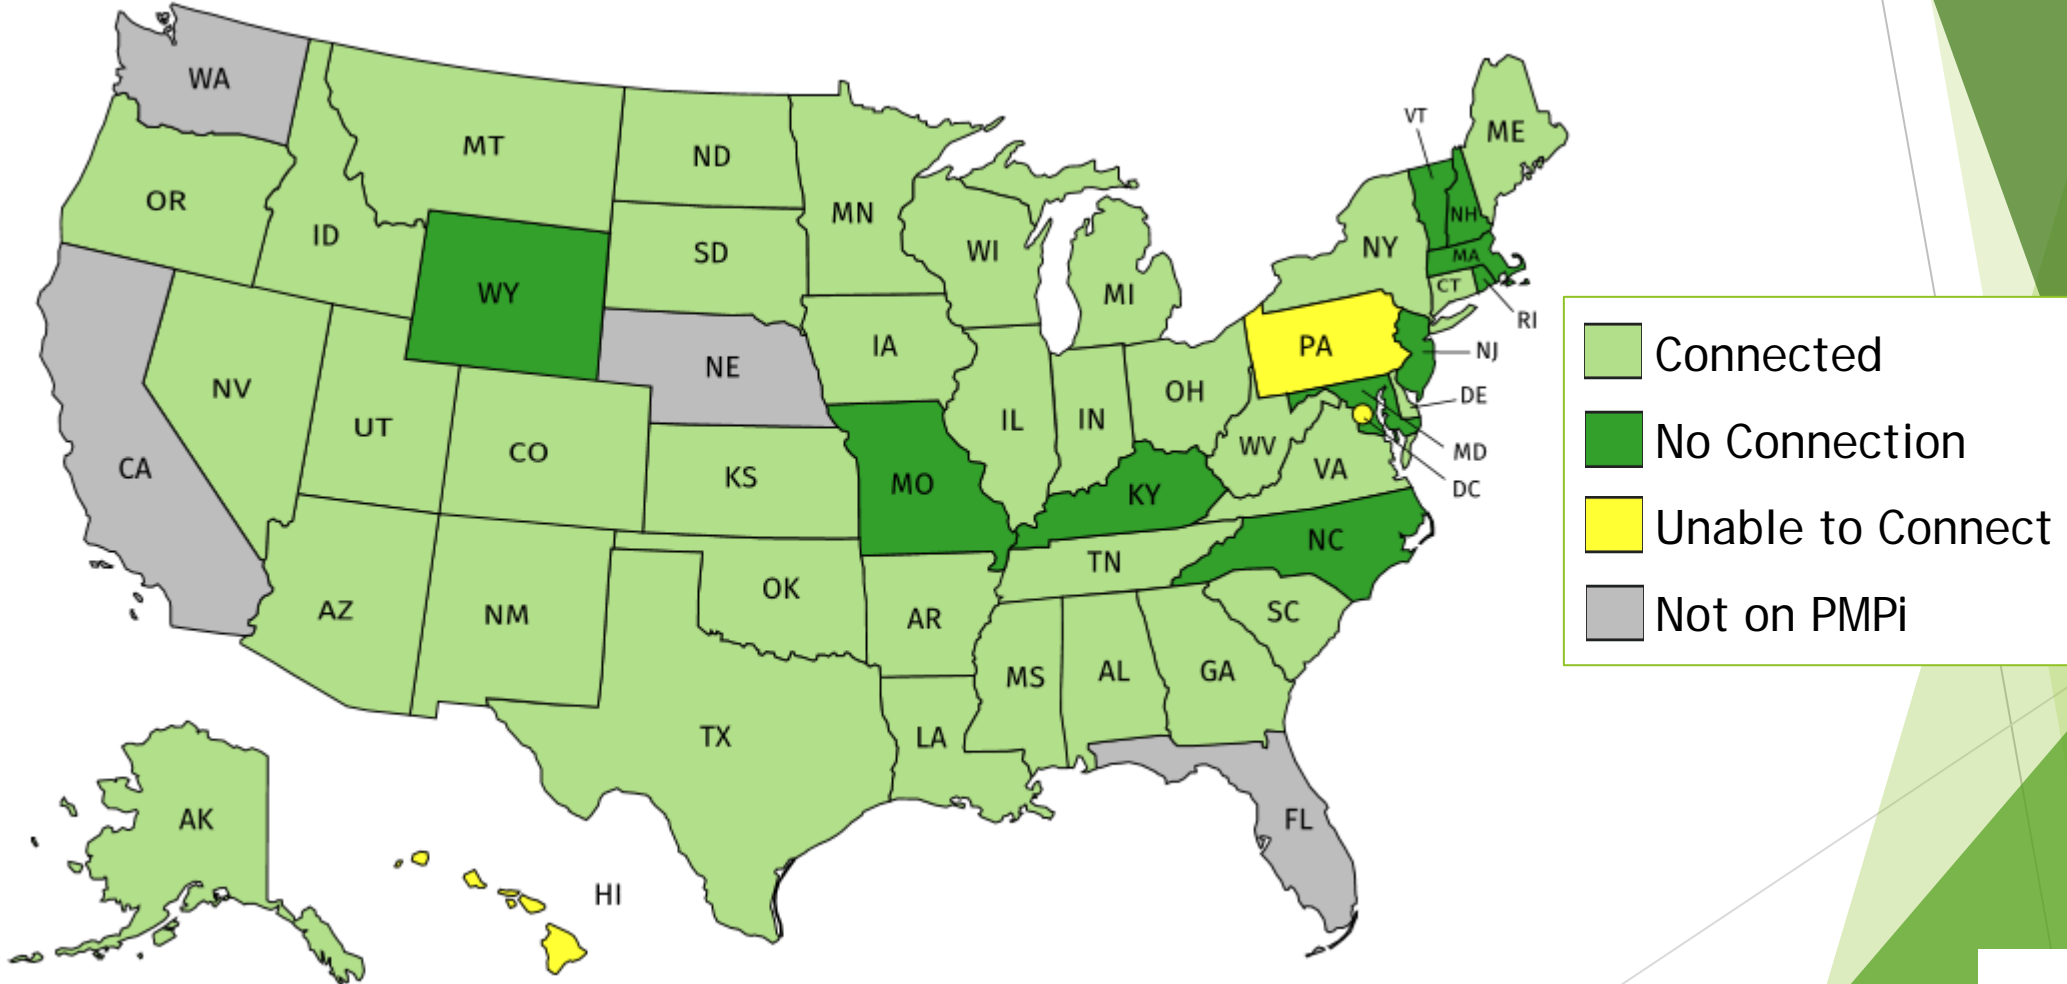 WA
MT
ND
MN
VT
ME
OR
ID
SD
WI
NH
NY
MA
WY
MI
CT
RI
IA
PA
NJ
NE
NV
OH
DE
UT
IL
IN
CO
WV
MD
CA
KS
MO
KY
VA
DC
NC
TN
OK
AZ
NM
AR
SC
MS
AL
GA
TX
LA
AK
FL
HI
Connected
No Connection
Unable to Connect
Not on PMPi